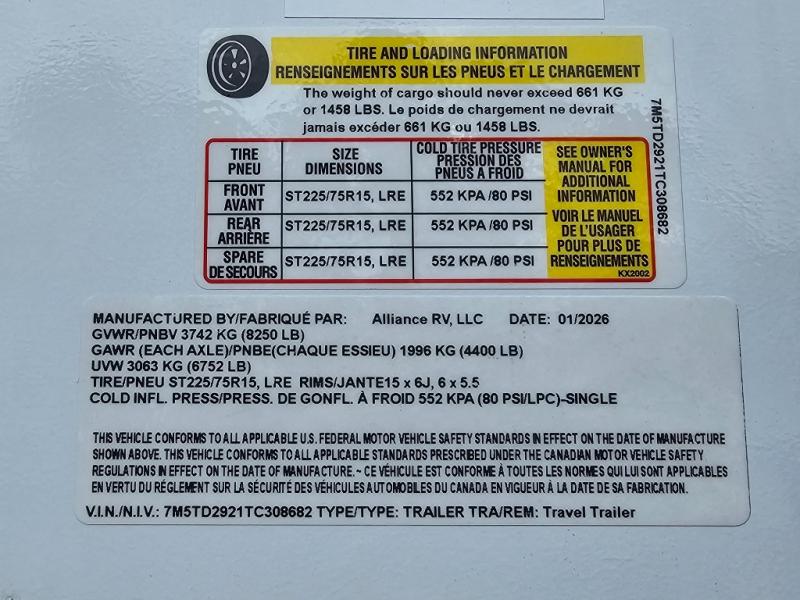 TIRE AND LOADING INFORMATION
RENSEIGNEMENTS SUR LES PNEUS ET LE CHARGEMENT
The weight of cargo should never exceed 661 KG
or 1458 LBS. Le poids de chargement ne devrait
jamais excéder 661 KG ou 1458 LBS.
TIRE
PNEU
SIZE
DIMENSIONS
COLD TIRE PRESSURE
PRESSION DES
PNEUS A FROID
FRONT
AVANT
ST225/75R15, LRE
552 KPA /80 PSI
REAR
ARRIÈRE
ST225/75R15, LRE
552 KPA /80 PSI
SPARE
DE SECOURS
ST225/75R15, LRE
552 KPA /80 PSI
SEE OWNER'S
MANUAL FOR
ADDITIONAL
INFORMATION
VOIR LE MANUEL
DE L'USAGER
POUR PLUS DE
RENSEIGNEMENTS
KX2002
7M5TD2921TC308682
MANUFACTURED BY/FABRIQUÉ PAR: Alliance RV, LLC DATE: 01/2026
GVWR/PNBV 3742 KG (8250 LB)
GAWR (EACH AXLE)/PNBE(CHAQUE ESSIEU) 1996 KG (4400 LB)
UVW 3063 KG (6752 LB)
TIRE/PNEU ST225/75R15, LRE RIMS/JANTE15 x 6J, 6 x 5.5
COLD INFL. PRESS/PRESS. DE GONFL. À FROID 552 KPA (80 PSI/LPC)-SINGLE
THIS VEHICLE CONFORMS TO ALL APPLICABLE U.S. FEDERAL MOTOR VEHICLE SAFETY STANDARDS IN EFFECT ON THE DATE OF MANUFACTURE
SHOWN ABOVE. THIS VEHICLE CONFORMS TO ALL APPLICABLE STANDARDS PRESCRIBED UNDER THE CANADIAN MOTOR VEHICLE SAFETY
REGULATIONS IN EFFECT ON THE DATE OF MANUFACTURE. ~ CE VÉHICULE EST CONFORME À TOUTES LES NORMES QUI LUI SONT APPLICABLES
EN VERTU DU RÉGLEMENT SUR LA SÉCURITÉ DES VÉHICULES AUTOMOBILES DU CANADA EN VIGUEUR À LA DATE DE SA FABRICATION.
V.I.N./N.I.V.: 7M5TD2921TC308682 TYPE/TYPE: TRAILER TRA/REM: Travel Trailer